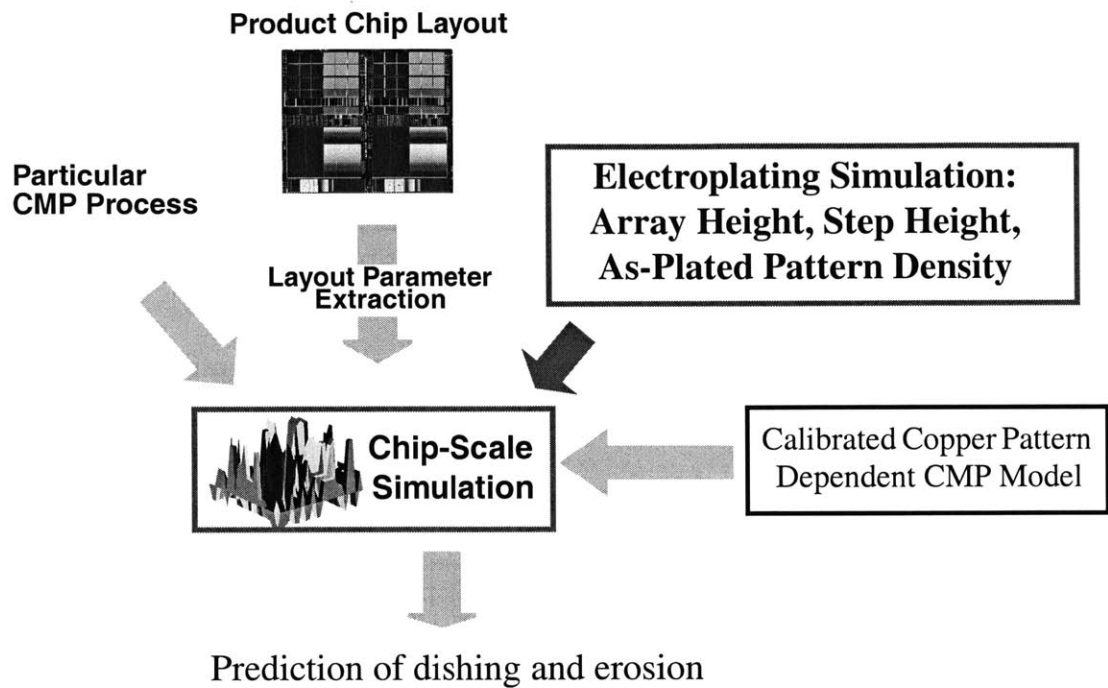 Product Chip Layout
Particular
CMP Process
Electroplating Simulation:
Array Height, Step Height,
As-Plated Pattern Density
Layout Parameter
Extraction
Chip-Scale
Simulation
Calibrated Copper Pattern
Dependent CMP Model
Prediction of dishing and erosion